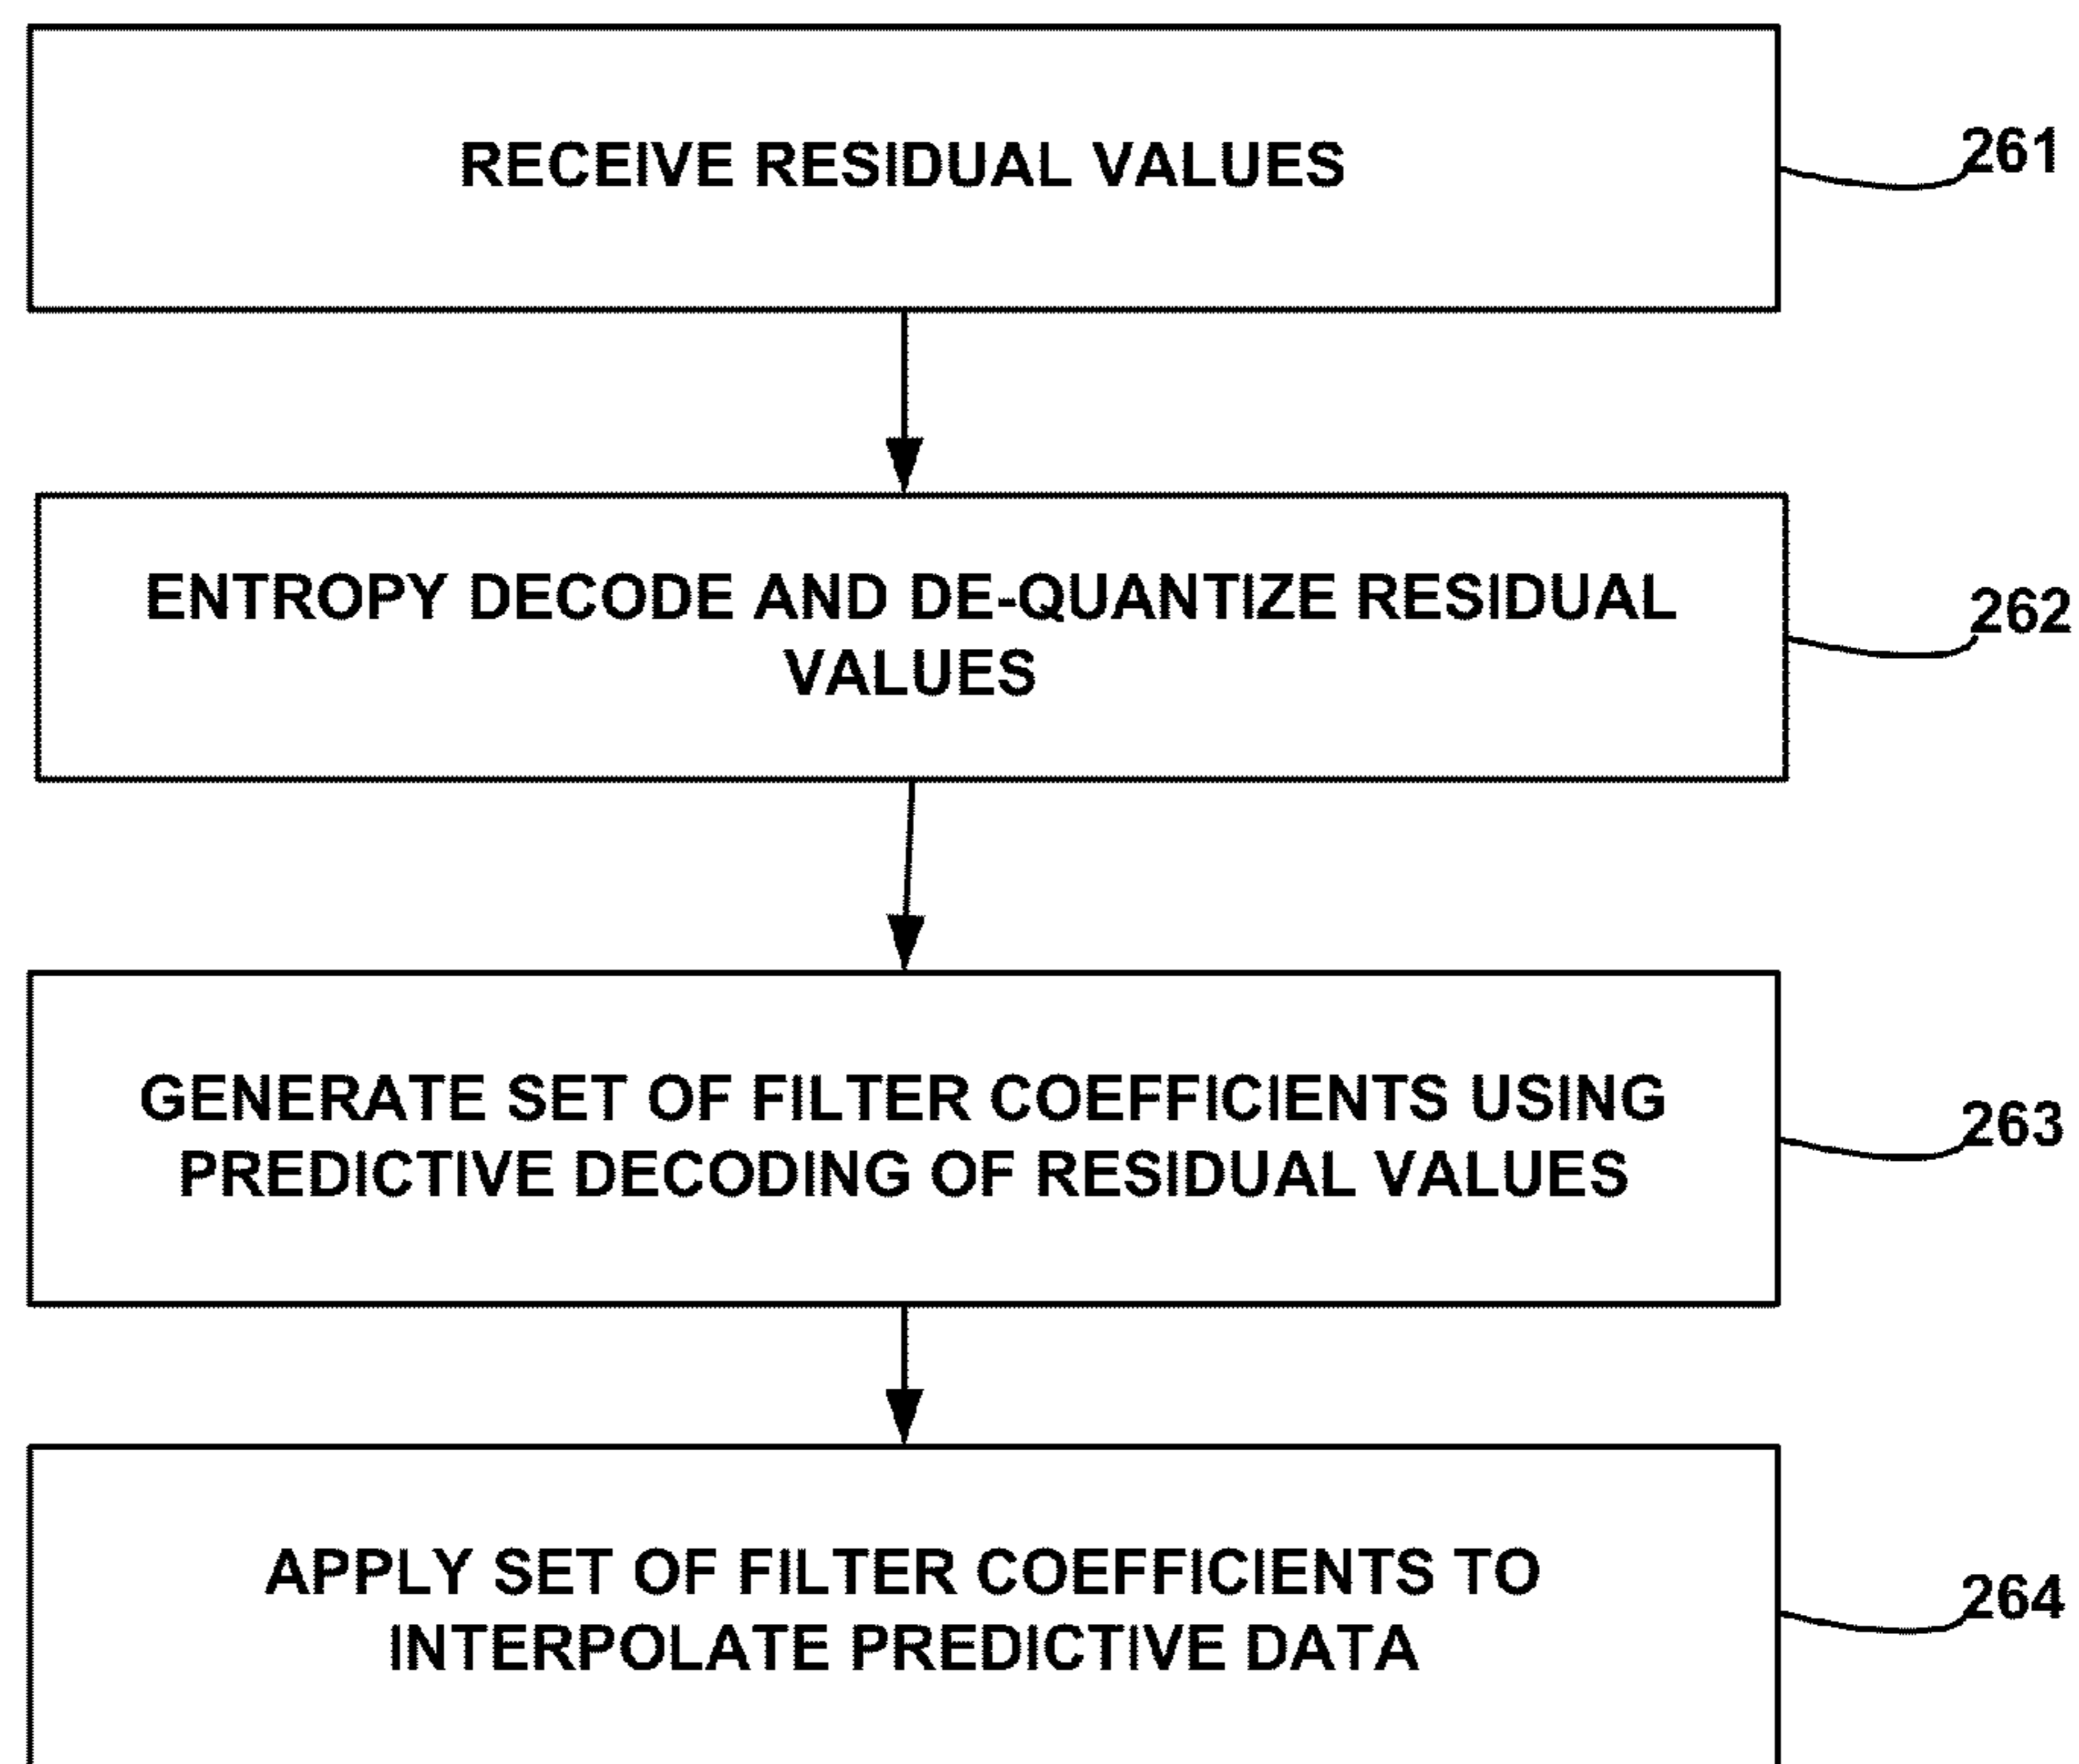 RECEIVE RESIDUAL VALUES
261
ENTROPY DECODE AND DE-QUANTIZE RESIDUAL
VALUES
262
GENERATE SET OF FILTER COEFFICIENTS USING
PREDICTIVE DECODING OF RESIDUAL VALUES
263
APPLY SET OF FILTER COEFFICIENTS TO
INTERPOLATE PREDICTIVE DATA
264